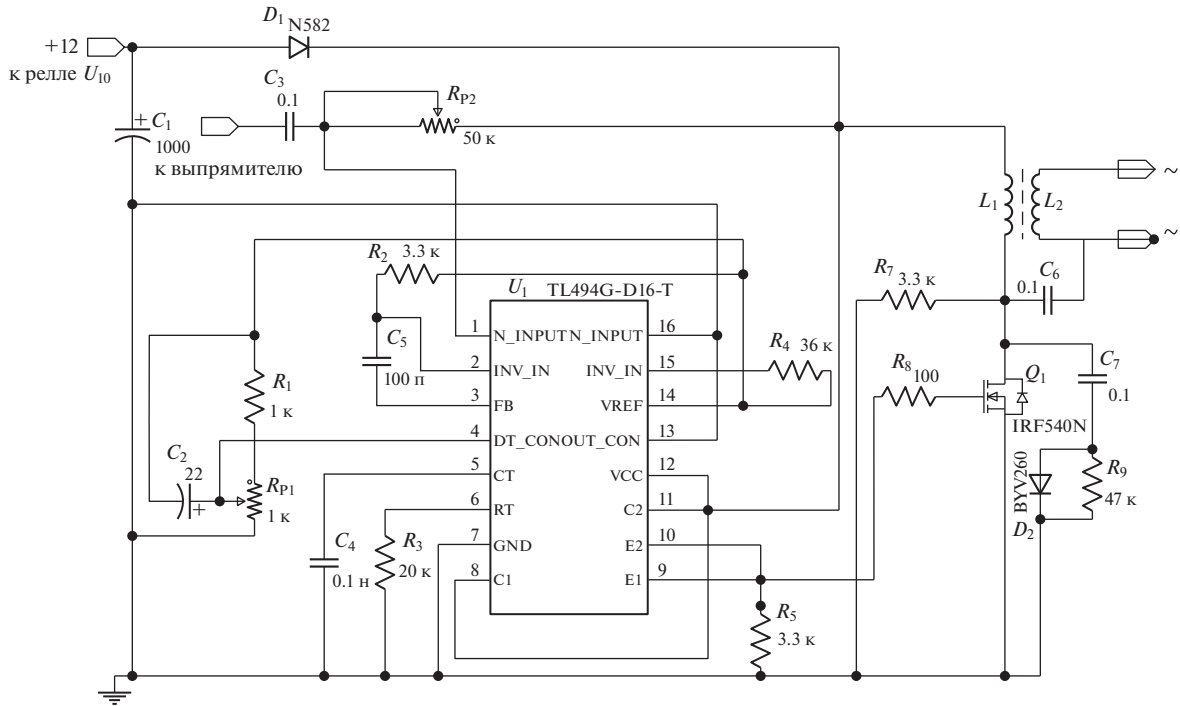 D1 N582
+12
к релле U10
C3
0.1
RP2
50 к
+ C1
1000
к выпрямителю
~
L1 L2
~
R2 3.3 к
R7
3.3 к
C6
0.1
U1 TL494G-D16-T
1 N_INPUT N_INPUT 16
2 INV_IN INV_IN 15
3 FB VREF 14
4 DT_CON OUT_CON 13
5 CT VCC 12
6 RT C2 11
7 GND E2 10
8 C1 E1 9
C5
100 п
R4 36 к
R8 100
Q1
IRF540N
C7
0.1
R1
1 к
C2
22
+
RP1
1 к
BYV260
D2
R9
47 к
C4
0.1 н
R3
20 к
R5
3.3 к